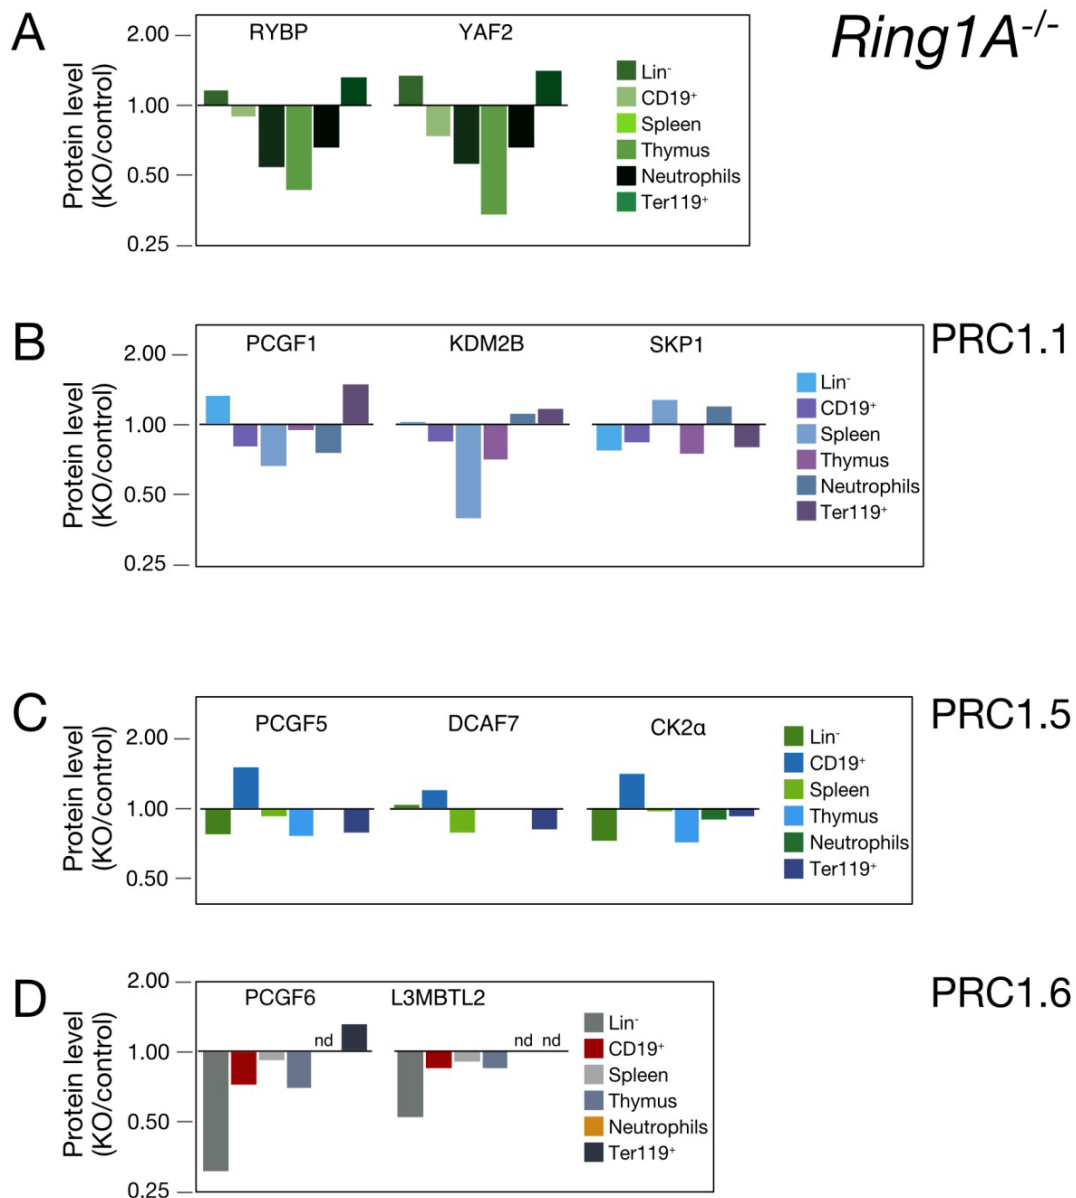 A
Ring1A-/-
RYBP YAF2
Protein level
(KO/control)
2.00
1.00
0.50
0.25
Lin-
CD19+
Spleen
Thymus
Neutrophils
Ter119+
B
PRC1.1
PCGF1 KDM2B SKP1
Protein level
(KO/control)
2.00
1.00
0.50
0.25
Lin-
CD19+
Spleen
Thymus
Neutrophils
Ter119+
C
PRC1.5
PCGF5 DCAF7 CK2α
Protein level
(KO/control)
2.00
1.00
0.50
Lin-
CD19+
Spleen
Thymus
Neutrophils
Ter119+
D
PRC1.6
PCGF6 L3MBTL2
Protein level
(KO/control)
2.00
1.00
0.50
0.25
nd nd nd
Lin-
CD19+
Spleen
Thymus
Neutrophils
Ter119+